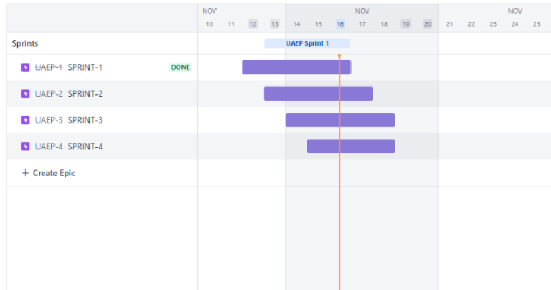 NOV NOV NOV
10 11 12 13 14 15 16 17 18 19 20 21 22 23 24 25
Sprints UAEP Sprint 1
UAEP-1 SPRINT-1 DONE
UAEP-2 SPRINT-2
UAEP-3 SPRINT-3
UAEP-4 SPRINT-4
+ Create Epic